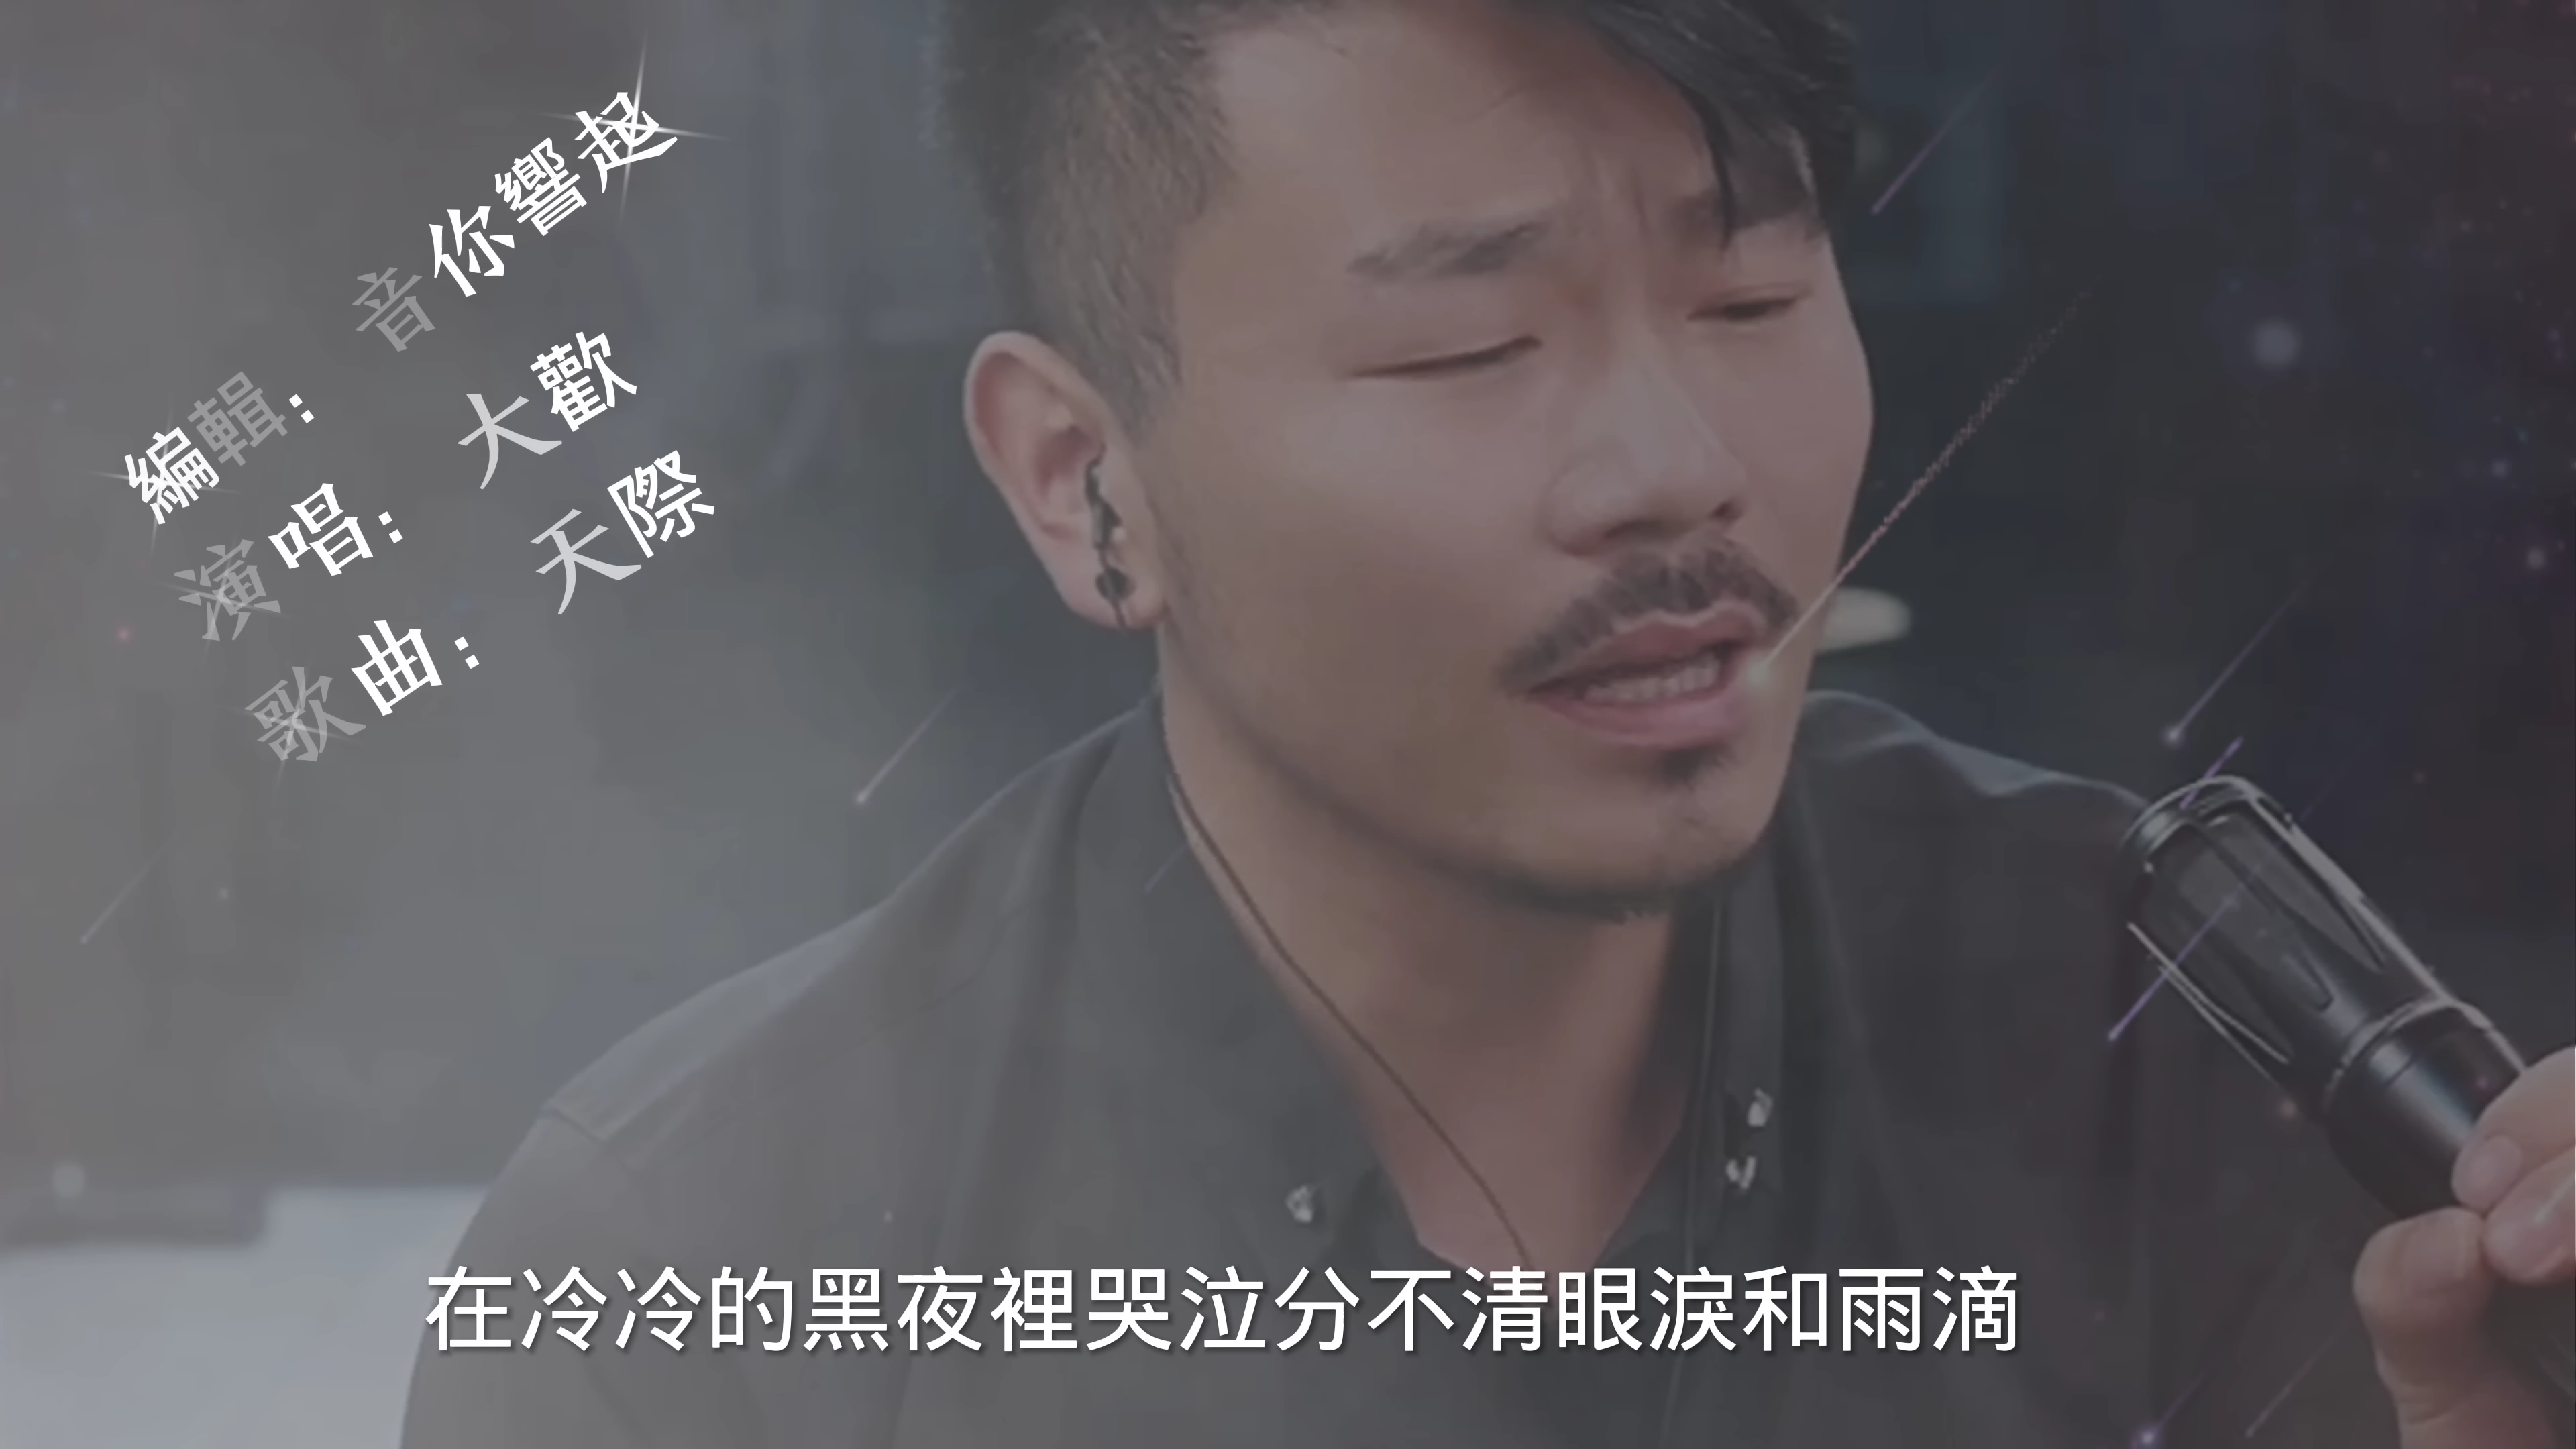 編輯：音你響起
演唱：大歡
歌曲：天際
在冷冷的黑夜裡哭泣分不清眼淚和雨滴